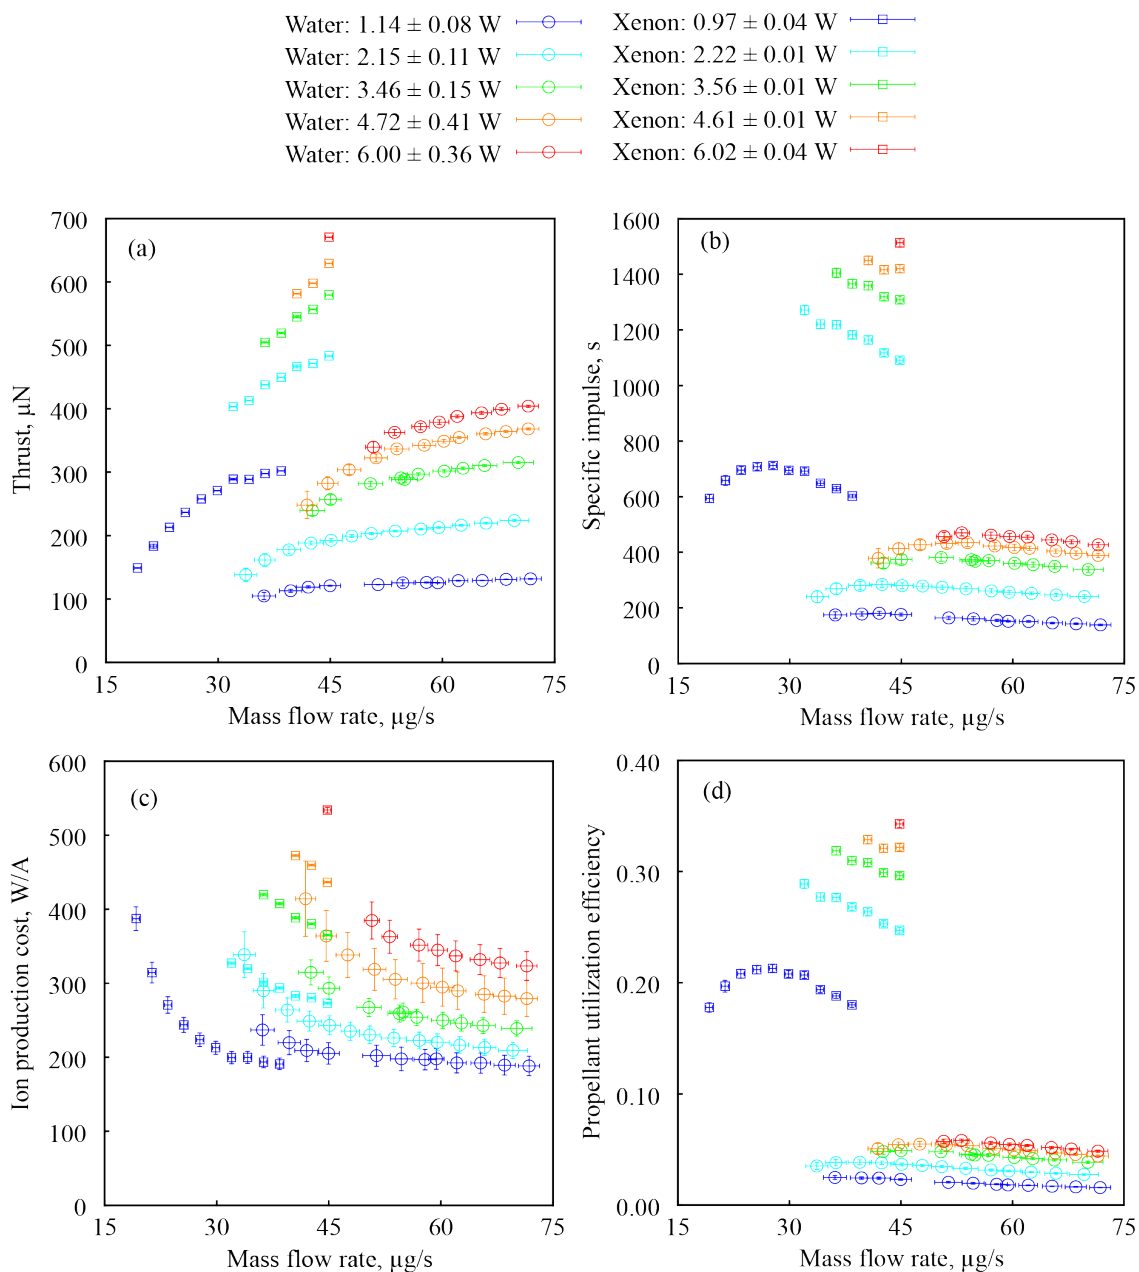 Water: 1.14 ± 0.08 W
Water: 2.15 ± 0.11 W
Water: 3.46 ± 0.15 W
Water: 4.72 ± 0.41 W
Water: 6.00 ± 0.36 W
Xenon: 0.97 ± 0.04 W
Xenon: 2.22 ± 0.01 W
Xenon: 3.56 ± 0.01 W
Xenon: 4.61 ± 0.01 W
Xenon: 6.02 ± 0.04 W
(a)
Thrust, μN
700
600
500
400
300
200
100
0
15 30 45 60 75
Mass flow rate, μg/s
(b)
Specific impulse, s
1600
1400
1200
1000
800
600
400
200
0
15 30 45 60 75
Mass flow rate, μg/s
(c)
Ion production cost, W/A
600
500
400
300
200
100
0
15 30 45 60 75
Mass flow rate, μg/s
(d)
Propellant utilization efficiency
0.40
0.30
0.20
0.10
0.00
15 30 45 60 75
Mass flow rate, μg/s